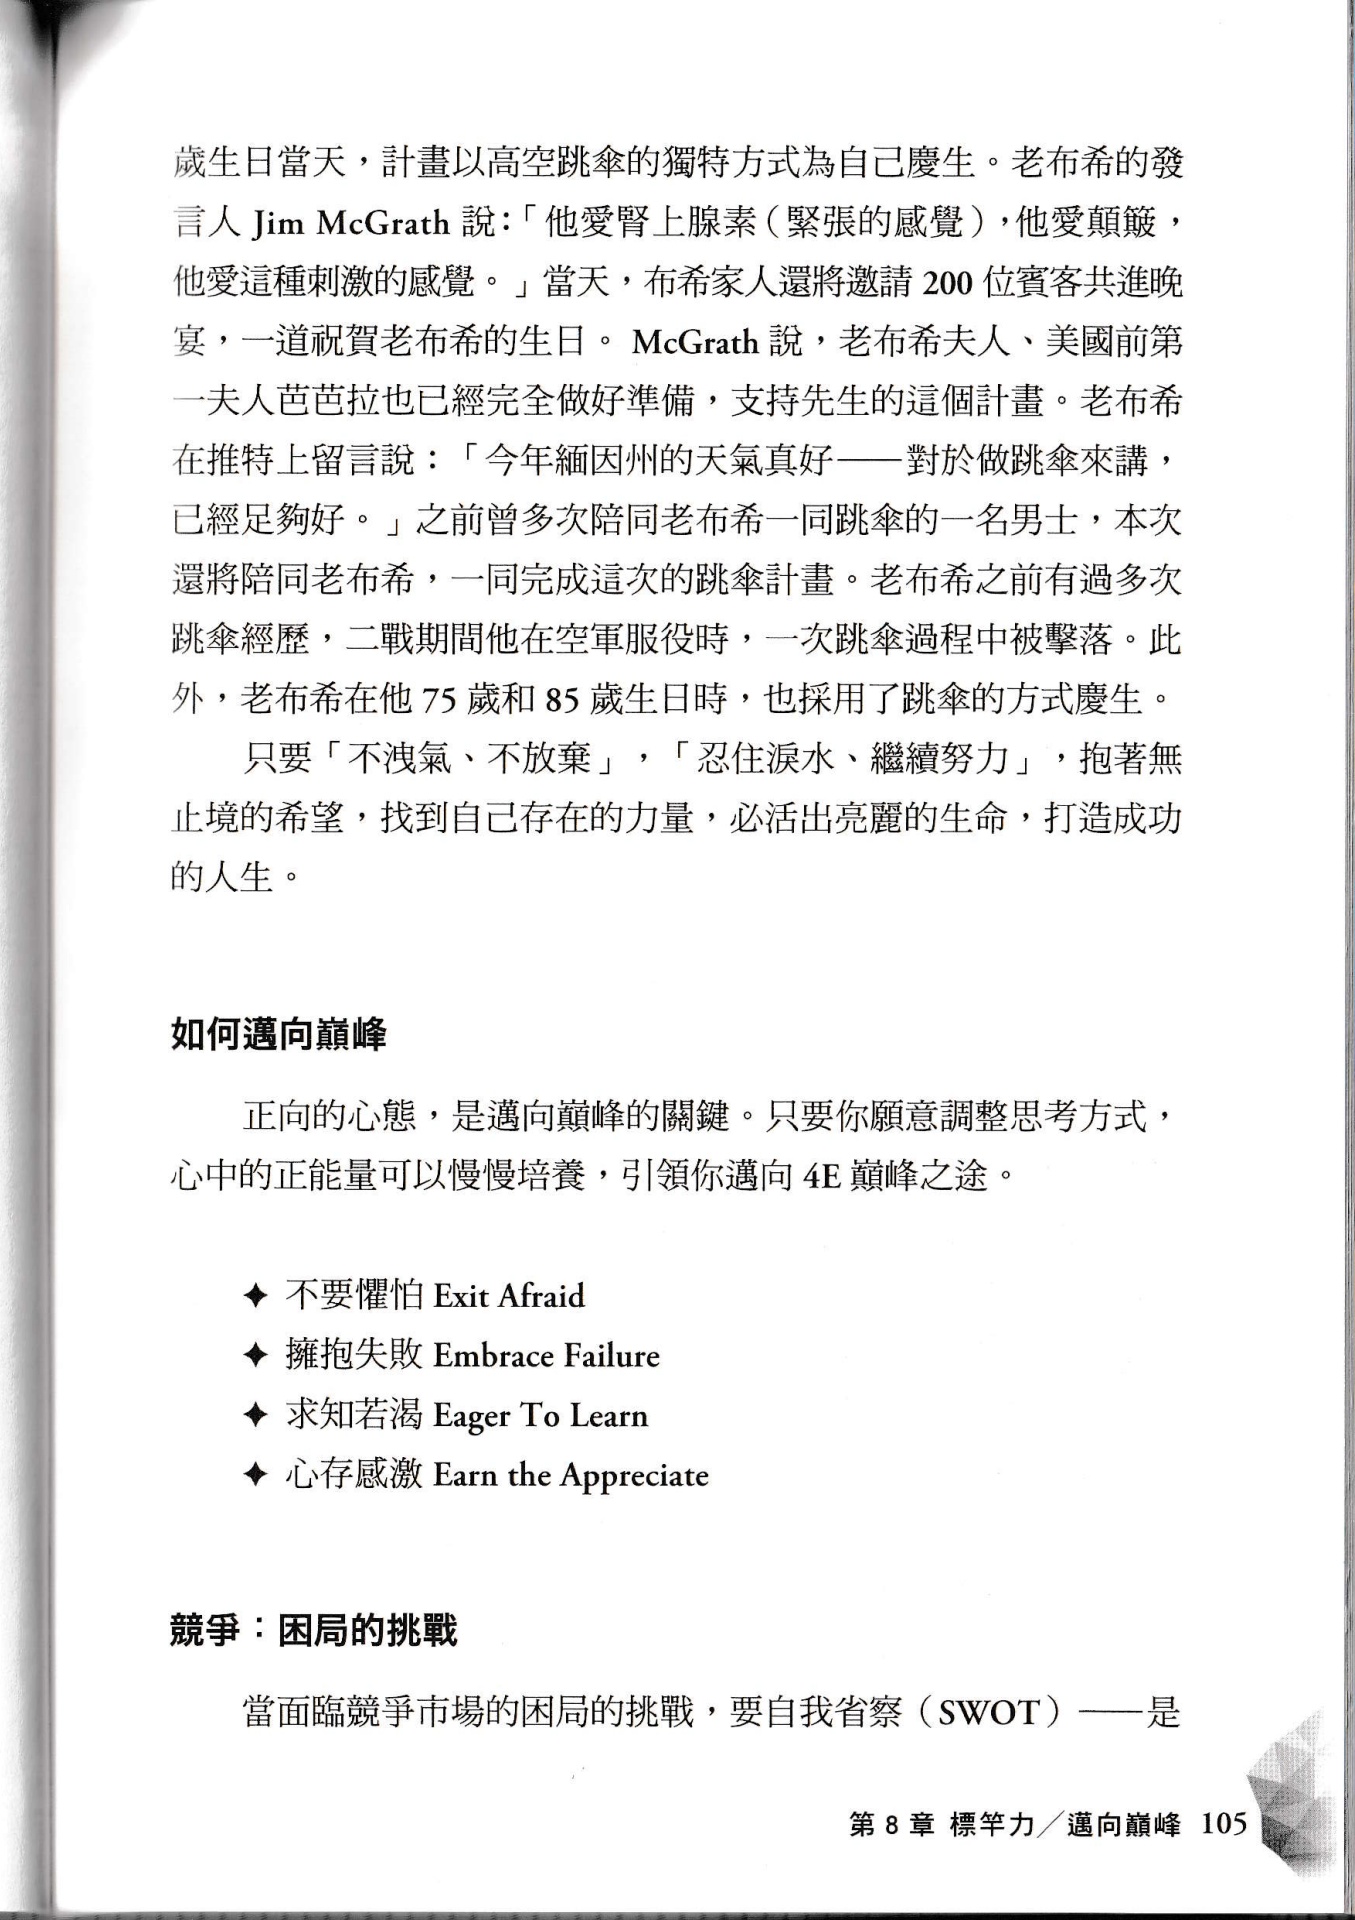 歲生日當天，計畫以高空跳傘的獨特方式為自己慶生。老布希的發
言人 Jim McGrath 說：「他愛腎上腺素（緊張的感覺），他愛顛簸，
他愛這種刺激的感覺。」當天，布希家人還將邀請 200 位賓客共進晚
宴，一道祝賀老布希的生日。McGrath 說，老布希夫人、美國前第
一夫人芭芭拉也已經完全做好準備，支持先生的這個計畫。老布希
在推特上留言說：「今年緬因州的天氣真好——對於做跳傘來講，
已經足夠好。」之前曾多次陪同老布希一同跳傘的一名男士，本次
還將陪同老布希，一同完成這次的跳傘計畫。老布希之前有過多次
跳傘經歷，二戰期間他在空軍服役時，一次跳傘過程中被擊落。此
外，老布希在他 75 歲和 85 歲生日時，也採用了跳傘的方式慶生。
只要「不洩氣、不放棄」，「忍住淚水、繼續努力」，抱著無
止境的希望，找到自己存在的力量，必活出亮麗的生命，打造成功
的人生。
如何邁向巔峰
正向的心態，是邁向巔峰的關鍵。只要你願意調整思考方式，
心中的正能量可以慢慢培養，引領你邁向 4E 巔峰之途。
✦ 不要懼怕 Exit Afraid
✦ 擁抱失敗 Embrace Failure
✦ 求知若渴 Eager To Learn
✦ 心存感激 Earn the Appreciate
競爭：困局的挑戰
當面臨競爭市場的困局的挑戰，要自我省察（SWOT）——是
第 8 章 標竿力／邁向巔峰 105